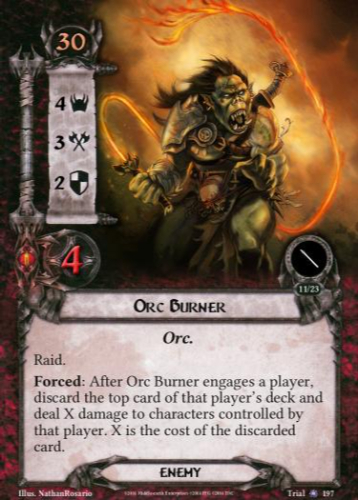 30
4
3
2
4
11/23
ORC BURNER
Orc.
Raid.
Forced: After Orc Burner engages a player,
discard the top card of that player's deck and
deal X damage to characters controlled by
that player. X is the cost of the discarded
card.
Illus. NathanRosario
ENEMY
Trial 197